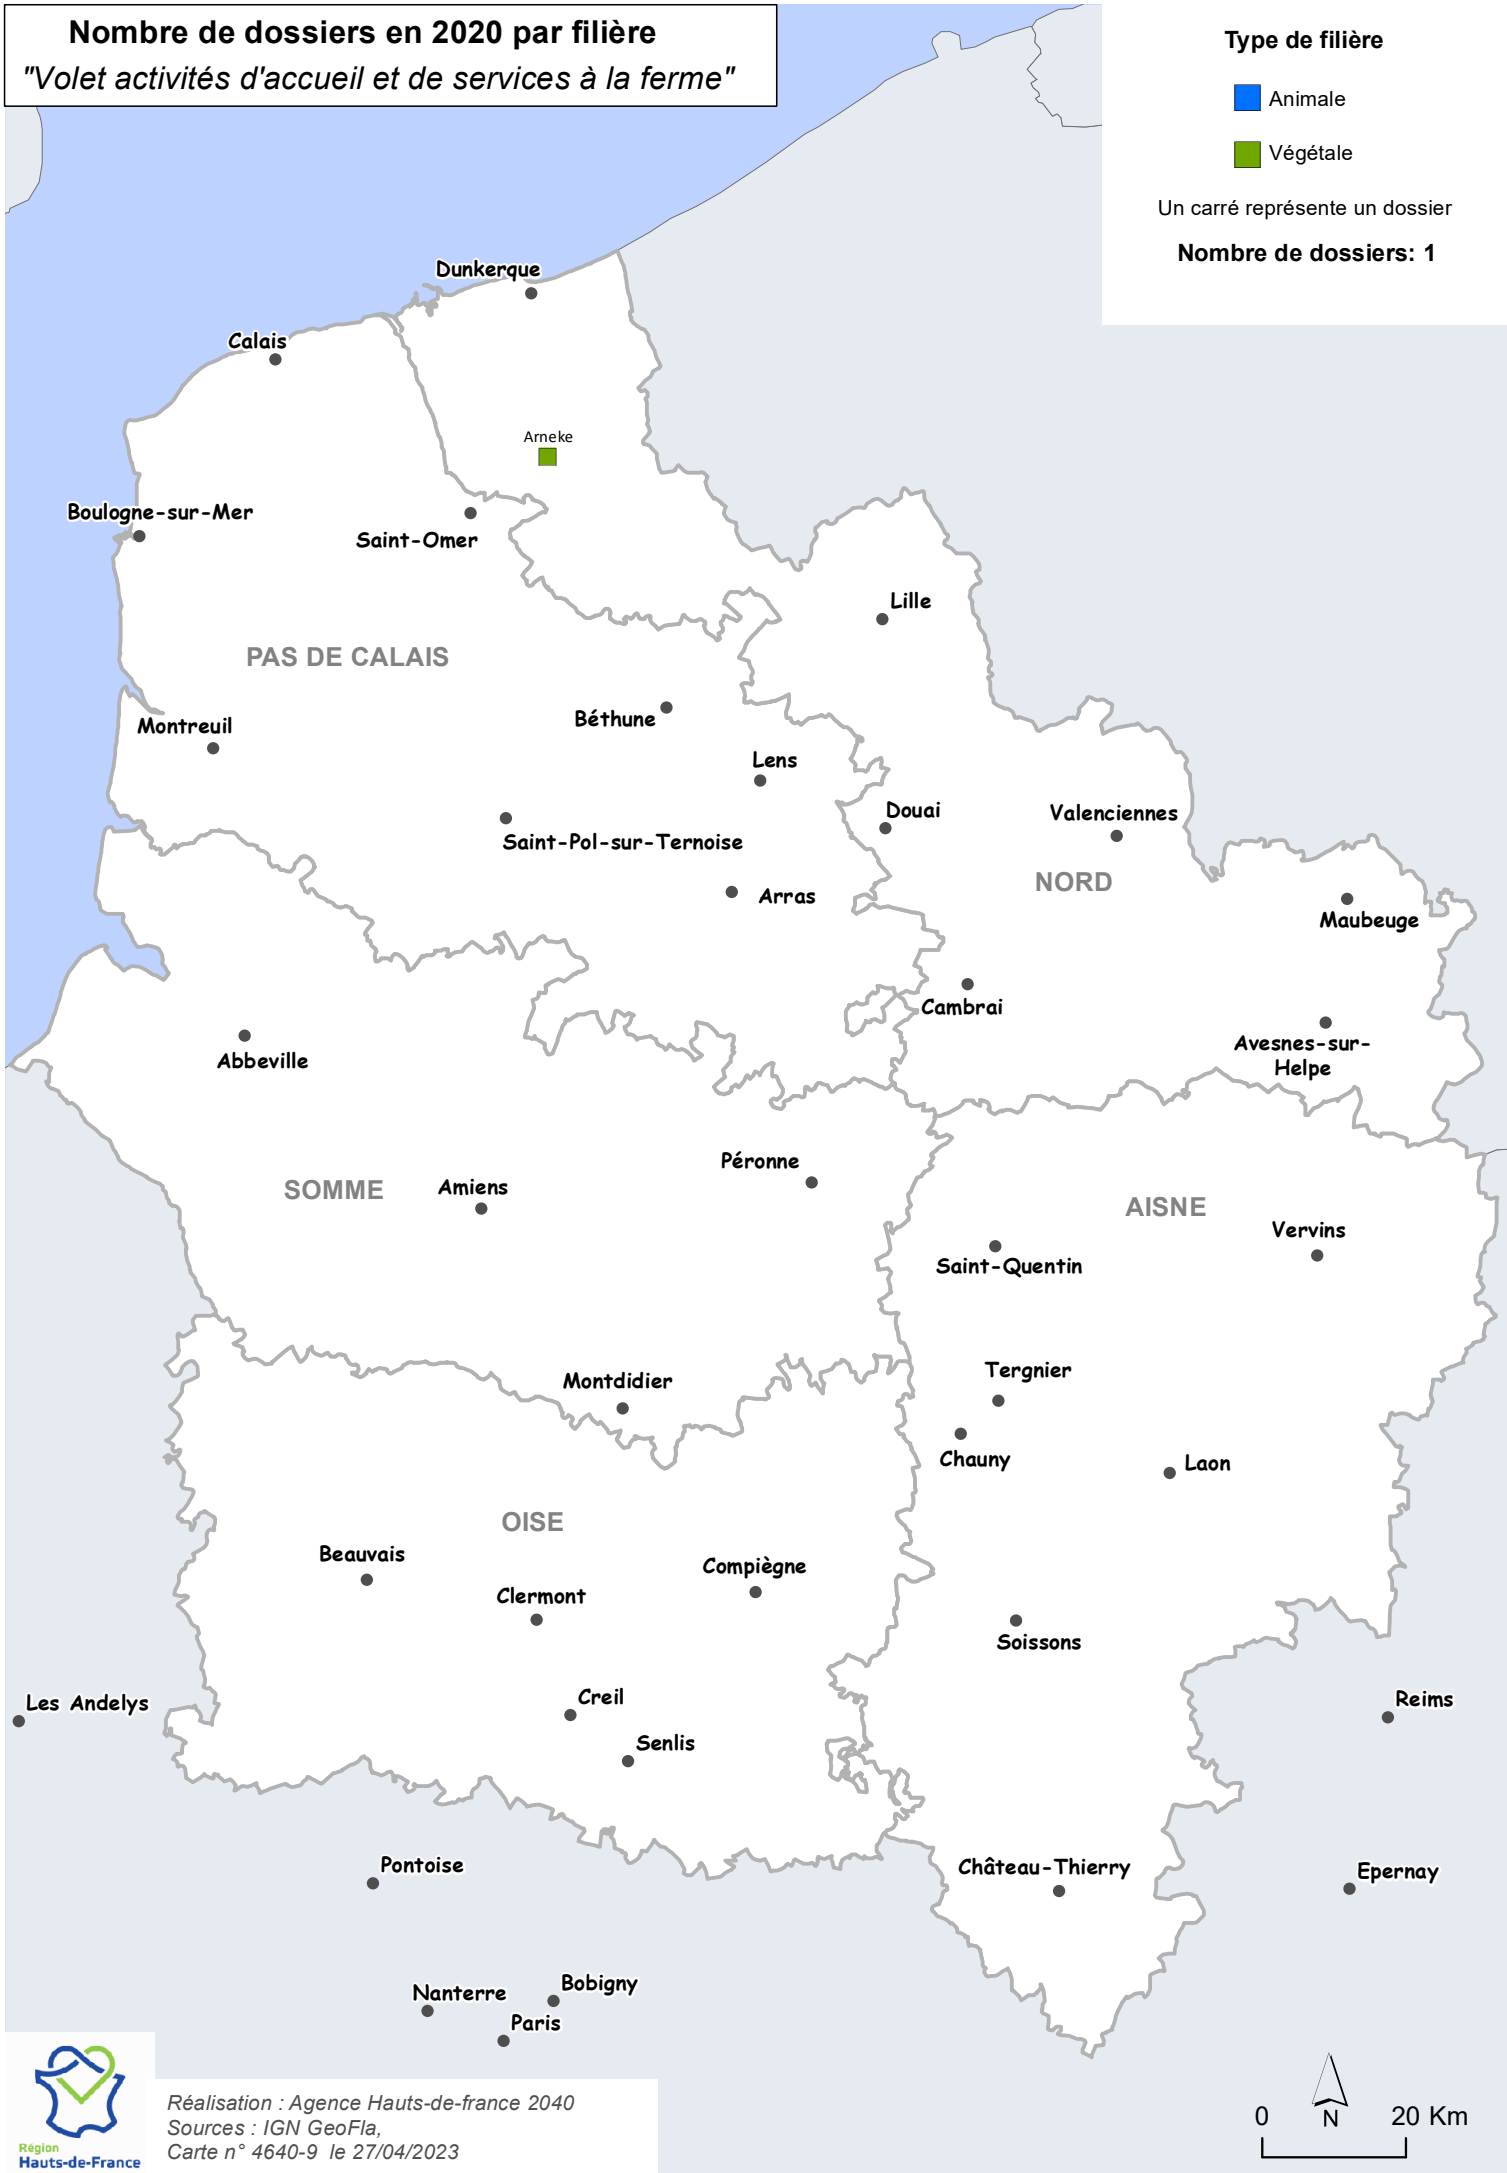 Nombre de dossiers en 2020 par filière
"Volet activités d'accueil et de services à la ferme"
Type de filière
Animale
Végétale
Un carré représente un dossier
Nombre de dossiers: 1
Dunkerque
Calais
Arneke
Boulogne-sur-Mer
Saint-Omer
Lille
PAS DE CALAIS
Montreuil
Béthune
Lens
Douai
Valenciennes
Saint-Pol-sur-Ternoise
NORD
Arras
Maubeuge
Cambrai
Avesnes-sur-
Helpe
Abbeville
Péronne
SOMME
Amiens
AISNE
Vervins
Saint-Quentin
Tergnier
Montdidier
Chauny
Laon
OISE
Beauvais
Compiègne
Clermont
Soissons
Creil
Les Andelys
Reims
Senlis
Pontoise
Château-Thierry
Epernay
Nanterre
Bobigny
Paris
Réalisation : Agence Hauts-de-france 2040
Sources : IGN GeoFla,
Carte n° 4640-9 le 27/04/2023
Région
Hauts-de-France
0
N
20 Km